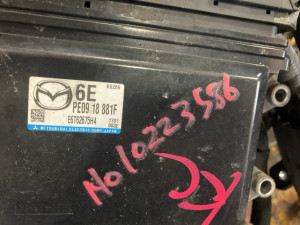 6E
PE09 18 881F
E6T62675H4
MITSUBISHI ELECTRIC CORP. JAPAN
No10223586